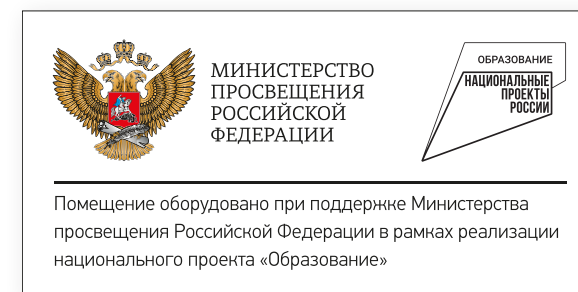 МИНИСТЕРСТВО
ПРОСВЕЩЕНИЯ
РОССИЙСКОЙ
ФЕДЕРАЦИИ
ОБРАЗОВАНИЕ
НАЦИОНАЛЬНЫЕ
ПРОЕКТЫ
РОССИИ
Помещение оборудовано при поддержке Министерства
просвещения Российской Федерации в рамках реализации
национального проекта «Образование»